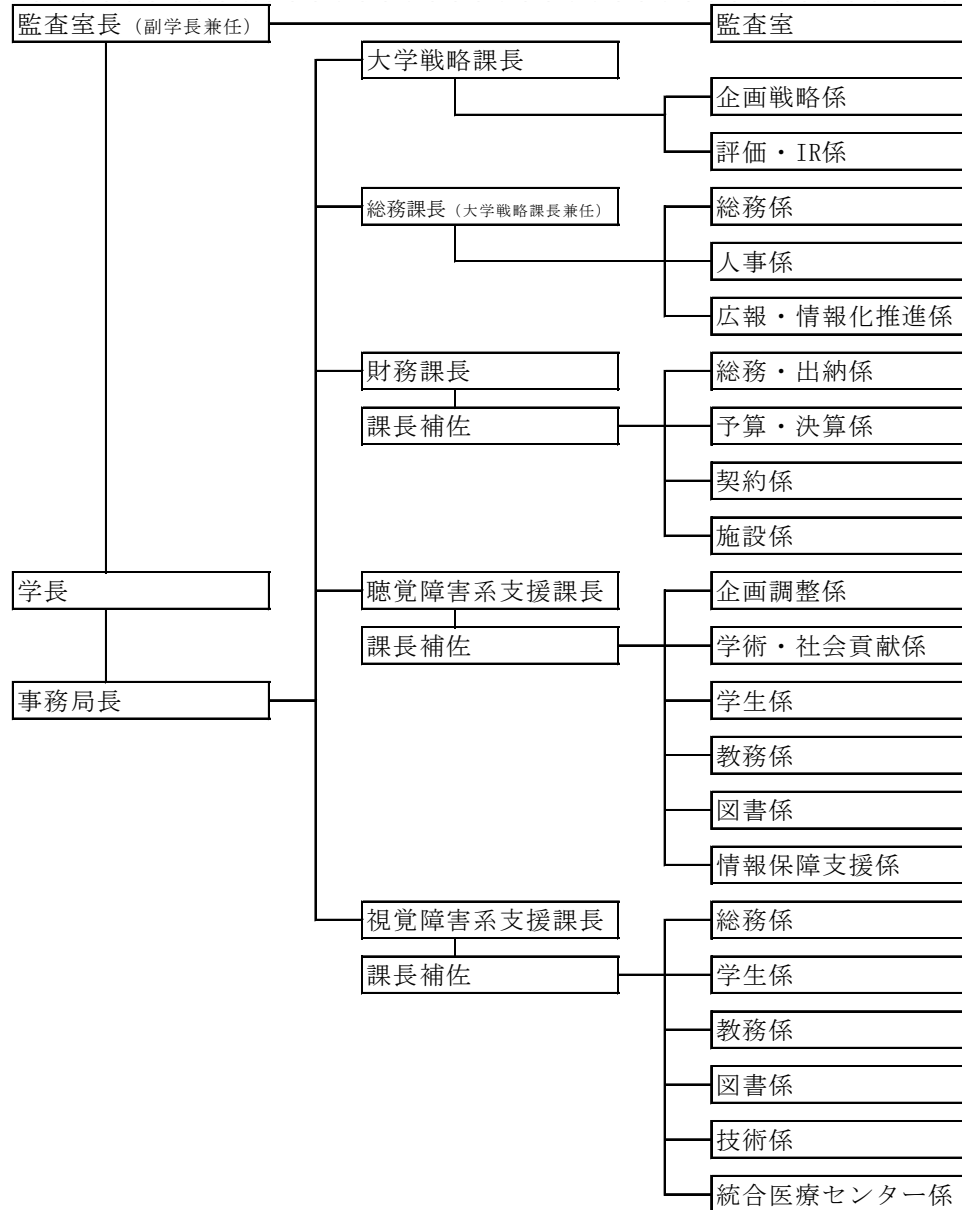 監査室長（副学長兼任）
監査室
大学戦略課長
企画戦略係
評価・IR係
総務課長（大学戦略課長兼任）
総務係
人事係
広報・情報化推進係
財務課長
総務・出納係
課長補佐
予算・決算係
契約係
施設係
学長
聴覚障害系支援課長
企画調整係
課長補佐
学術・社会貢献係
事務局長
学生係
教務係
図書係
情報保障支援係
視覚障害系支援課長
総務係
課長補佐
学生係
教務係
図書係
技術係
統合医療センター係